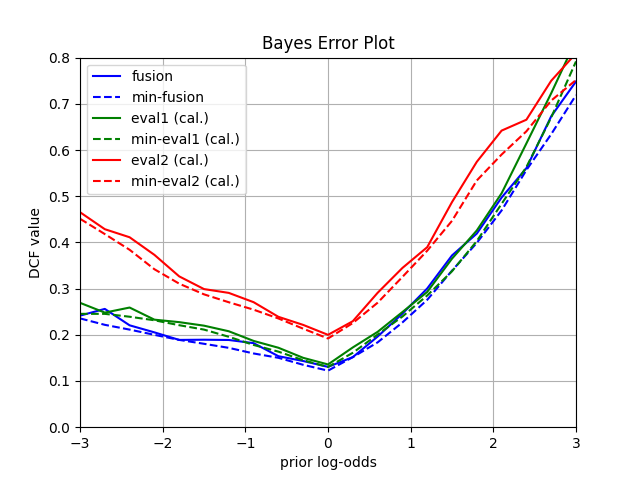 Bayes Error Plot
fusion
min-fusion
eval1 (cal.)
min-eval1 (cal.)
eval2 (cal.)
min-eval2 (cal.)
DCF value
0.8
0.7
0.6
0.5
0.4
0.3
0.2
0.1
0.0
−3 −2 −1 0 1 2 3
prior log-odds